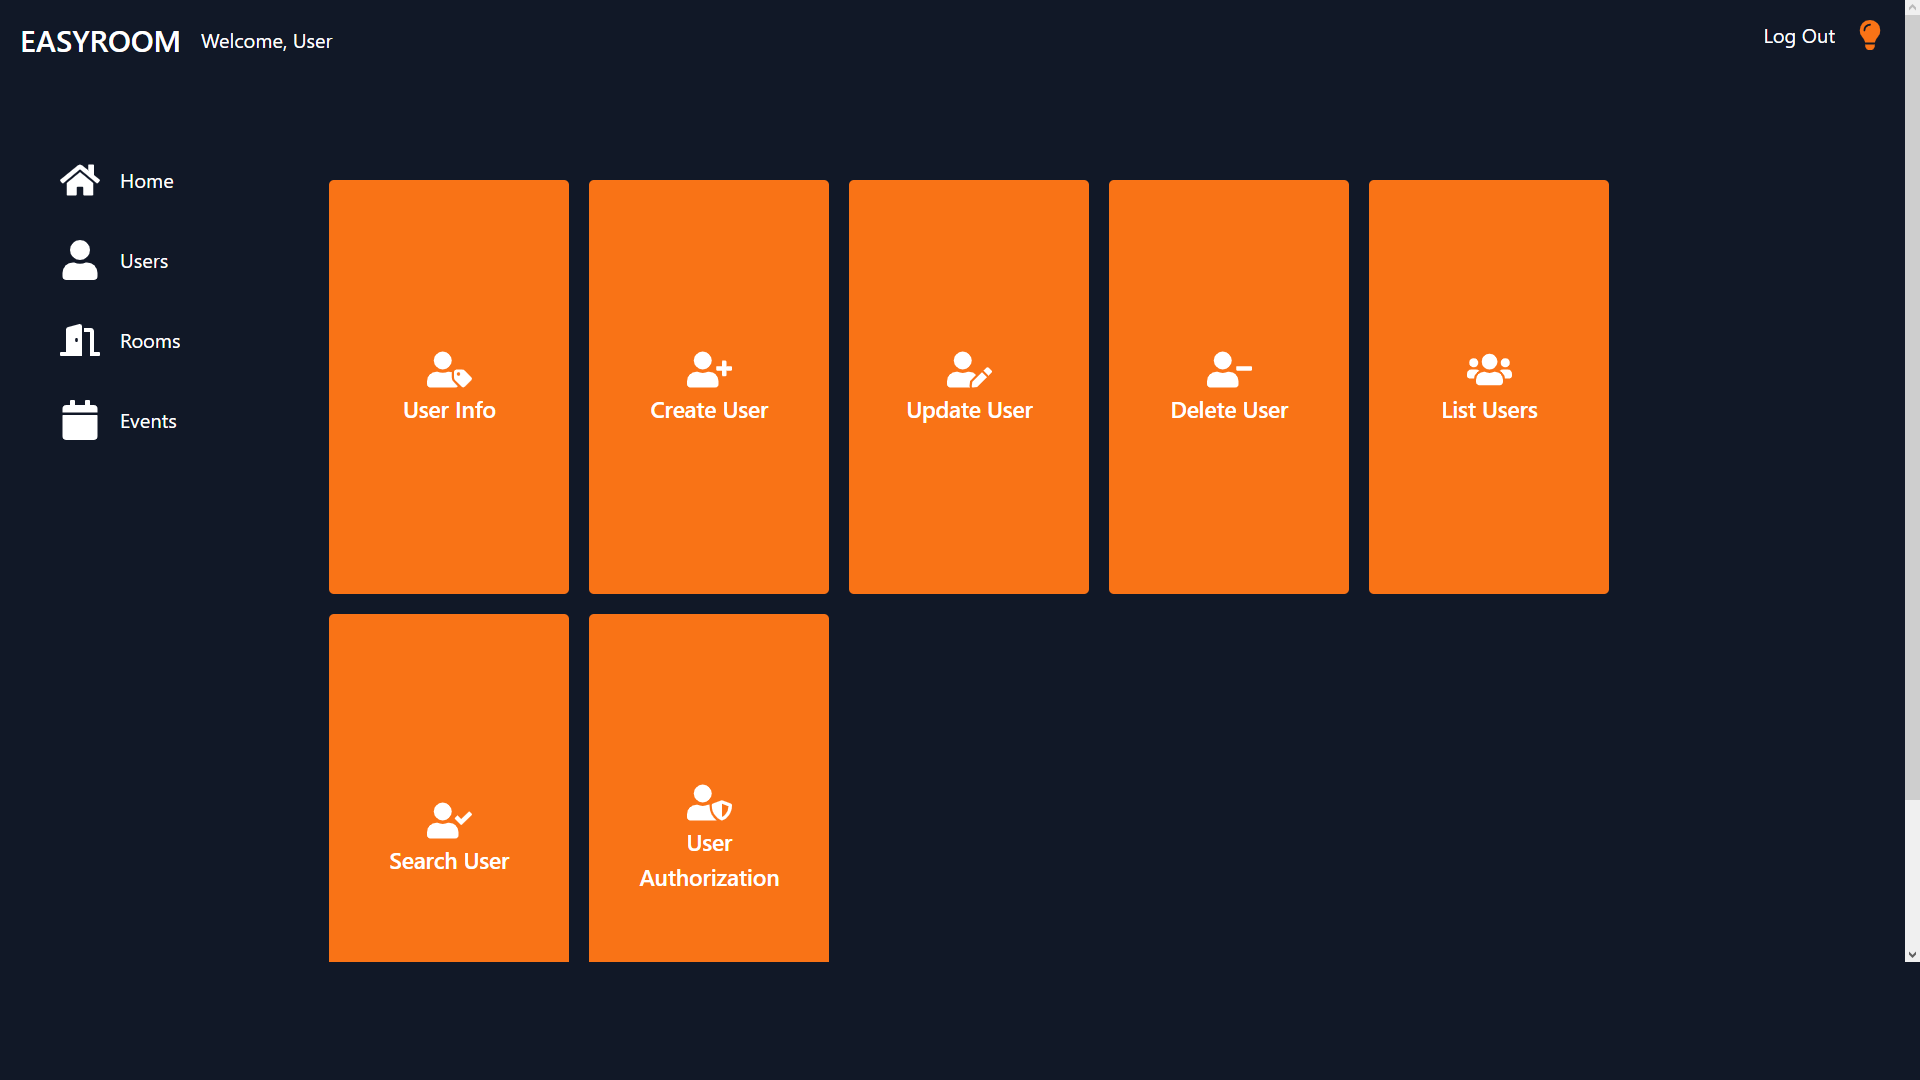 EASYROOM
Welcome, User
Log Out
Home
Users
Rooms
Events
User Info
Create User
Update User
Delete User
List Users
Search User
User
Authorization